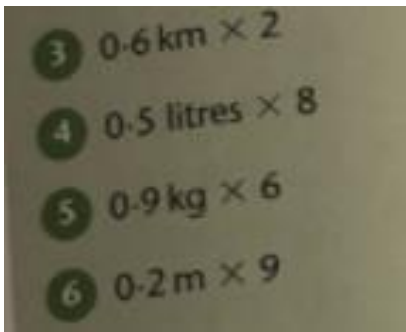 3 0·6 km × 2
4 0·5 litres × 8
5 0·9 kg × 6
6 0·2 m × 9